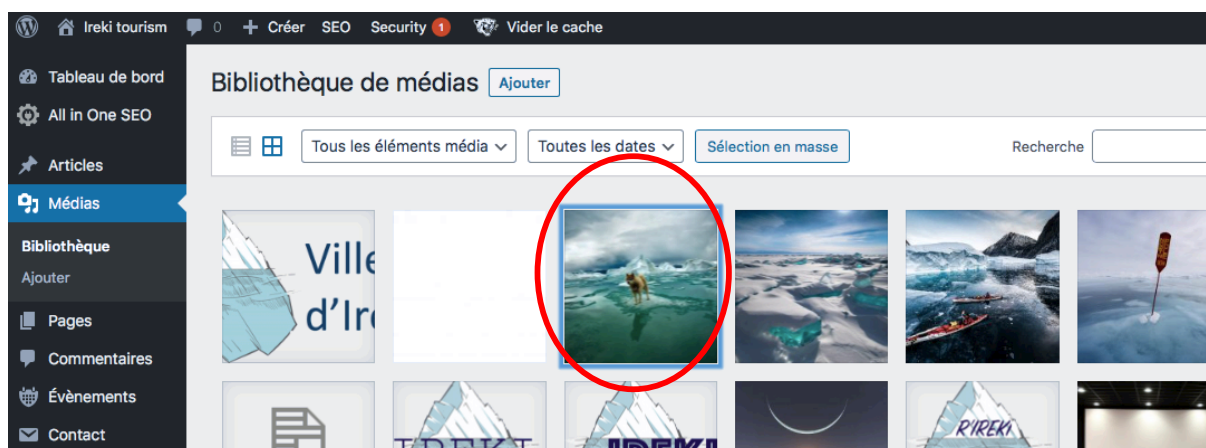 Ireki tourism 0 + Créer SEO Security 1 Vider le cache
Tableau de bord
All in One SEO
Articles
Médias
Bibliothèque
Ajouter
Pages
Commentaires
Évènements
Contact
Bibliothèque de médias Ajouter
Tous les éléments média Toutes les dates Sélection en masse Recherche
Ville
d'Ir
IREKI IREKI R'IREKI